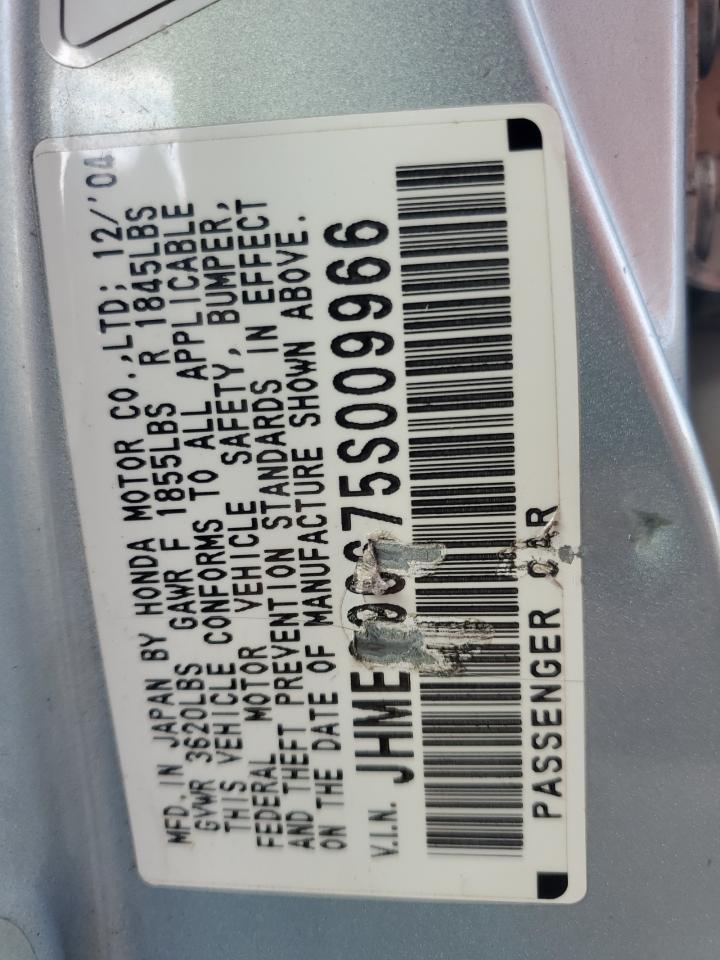 MFD. IN JAPAN BY HONDA MOTOR CO.,LTD; 12/'04
GVWR 3620LBS GAWR F 1855LBS R 1845LBS
THIS VEHICLE CONFORMS TO ALL APPLICABLE
FEDERAL MOTOR VEHICLE SAFETY, BUMPER,
AND THEFT PREVENTION STANDARDS IN EFFECT
ON THE DATE OF MANUFACTURE SHOWN ABOVE.
V.I.N. JHME 75S009966
PASSENGER CAR